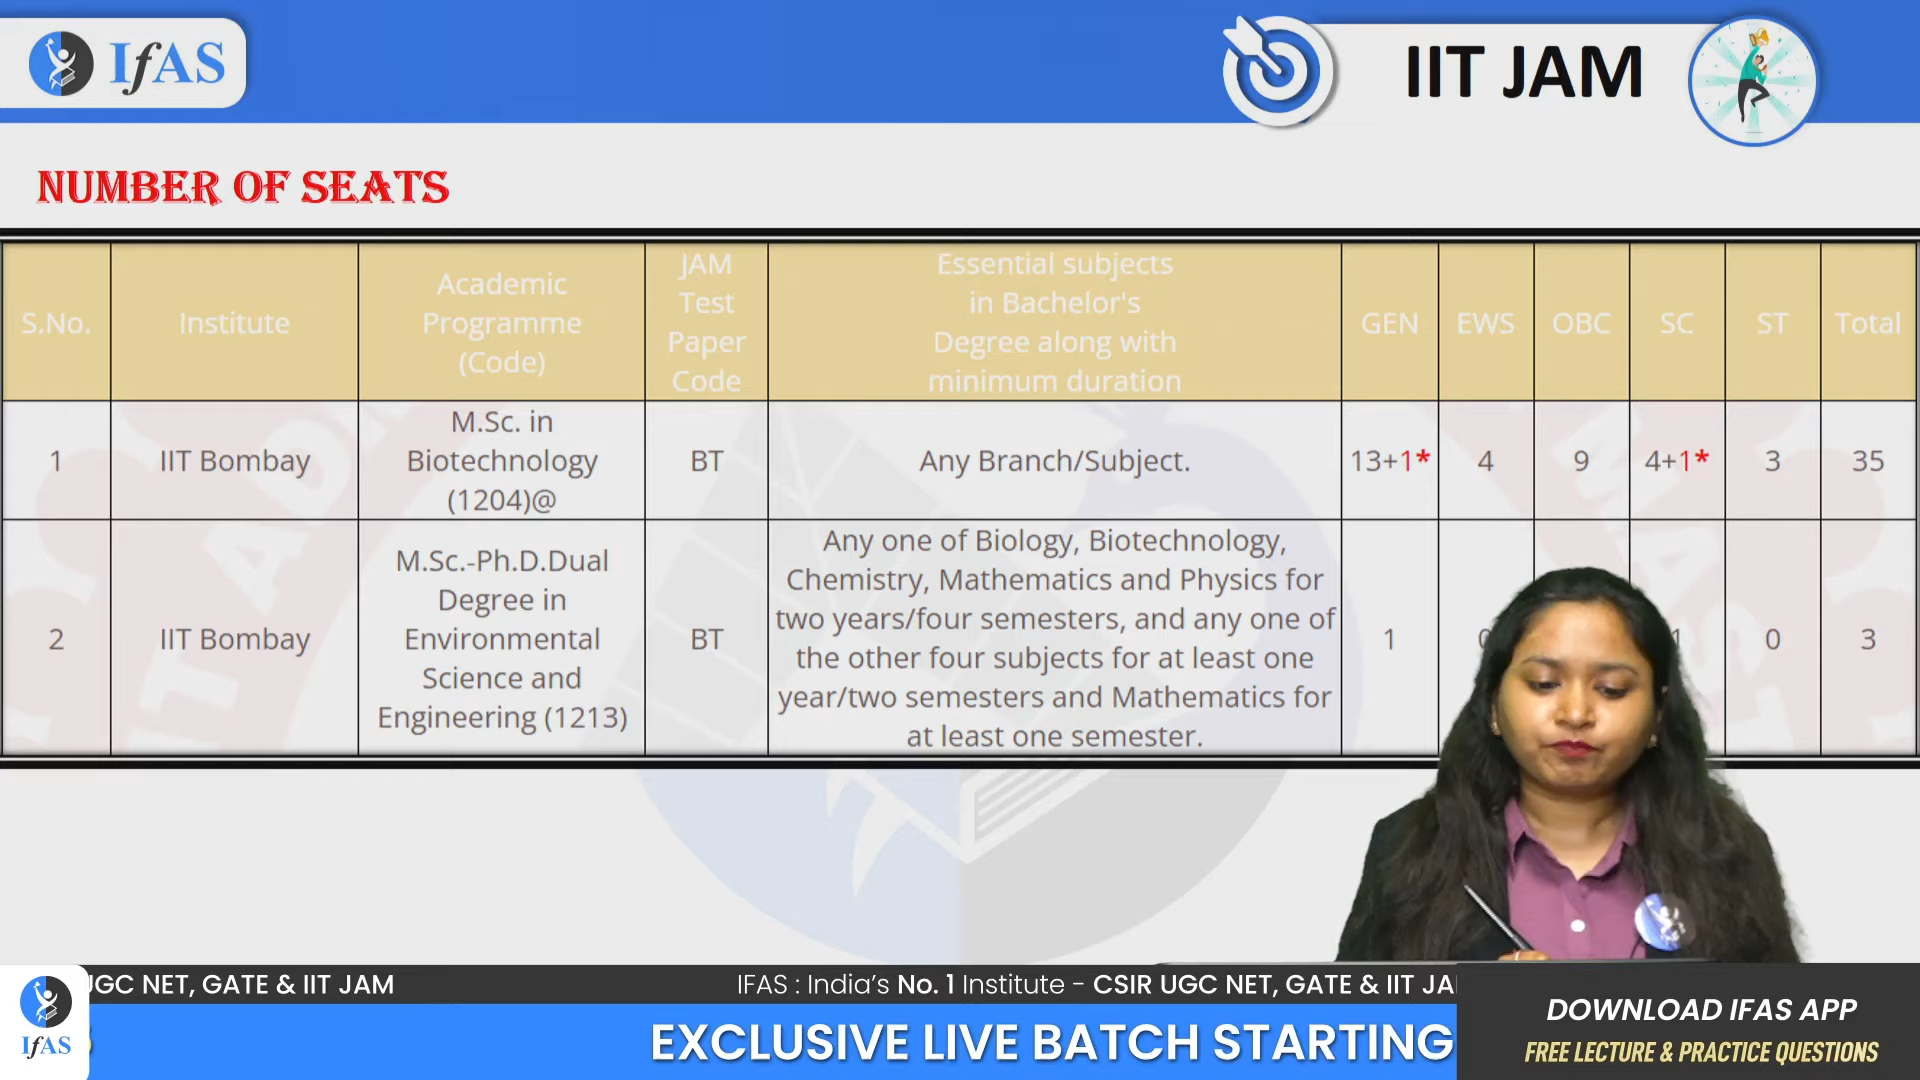 IfAS
IIT JAM
NUMBER OF SEATS
S.No.
Institute
Academic
Programme
(Code)
JAM
Test
Paper
Code
Essential subjects
in Bachelor's
Degree along with
minimum duration
GEN
EWS
OBC
SC
ST
Total
1
IIT Bombay
M.Sc. in
Biotechnology
(1204)@
BT
Any Branch/Subject.
13+1*
4
9
4+1*
3
35
2
IIT Bombay
M.Sc.-Ph.D.Dual
Degree in
Environmental
Science and
Engineering (1213)
BT
Any one of Biology, Biotechnology,
Chemistry, Mathematics and Physics for
two years/four semesters, and any one of
the other four subjects for at least one
year/two semesters and Mathematics for
at least one semester.
1
0
3
UGC NET, GATE & IIT JAM
IFAS : India's No. 1 Institute - CSIR UGC NET, GATE & IIT JA
IfAS
EXCLUSIVE LIVE BATCH STARTING
DOWNLOAD IFAS APP
FREE LECTURE & PRACTICE QUESTIONS